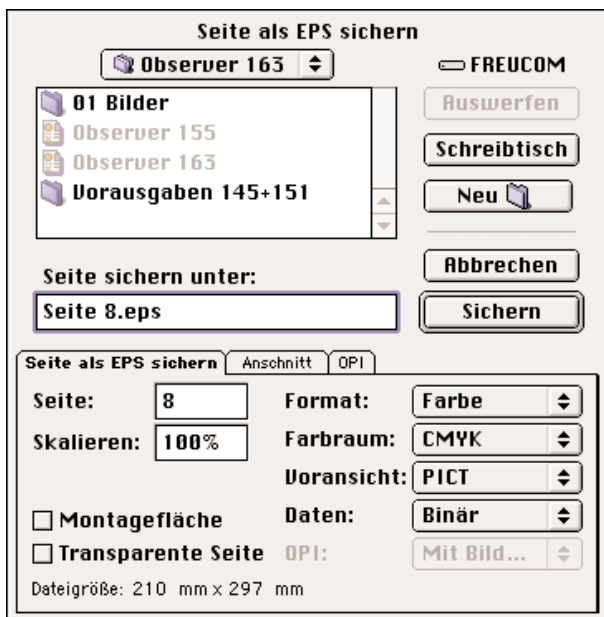 Seite als EPS sichern
Observer 163
FREUCOM
01 Bilder
Observer 155
Observer 163
Vorausgaben 145+151
Auswerfen
Schreibtisch
Neu
Seite sichern unter:
Seite 8.eps
Abbrechen
Sichern
Seite als EPS sichern Anschnitt OPI
Seite: 8 Format: Farbe
Skalieren: 100% Farbraum: CMYK
Voransicht: PICT
Montagefläche Daten: Binär
Transparente Seite OPI: Mit Bild...
Dateigröße: 210 mm x 297 mm